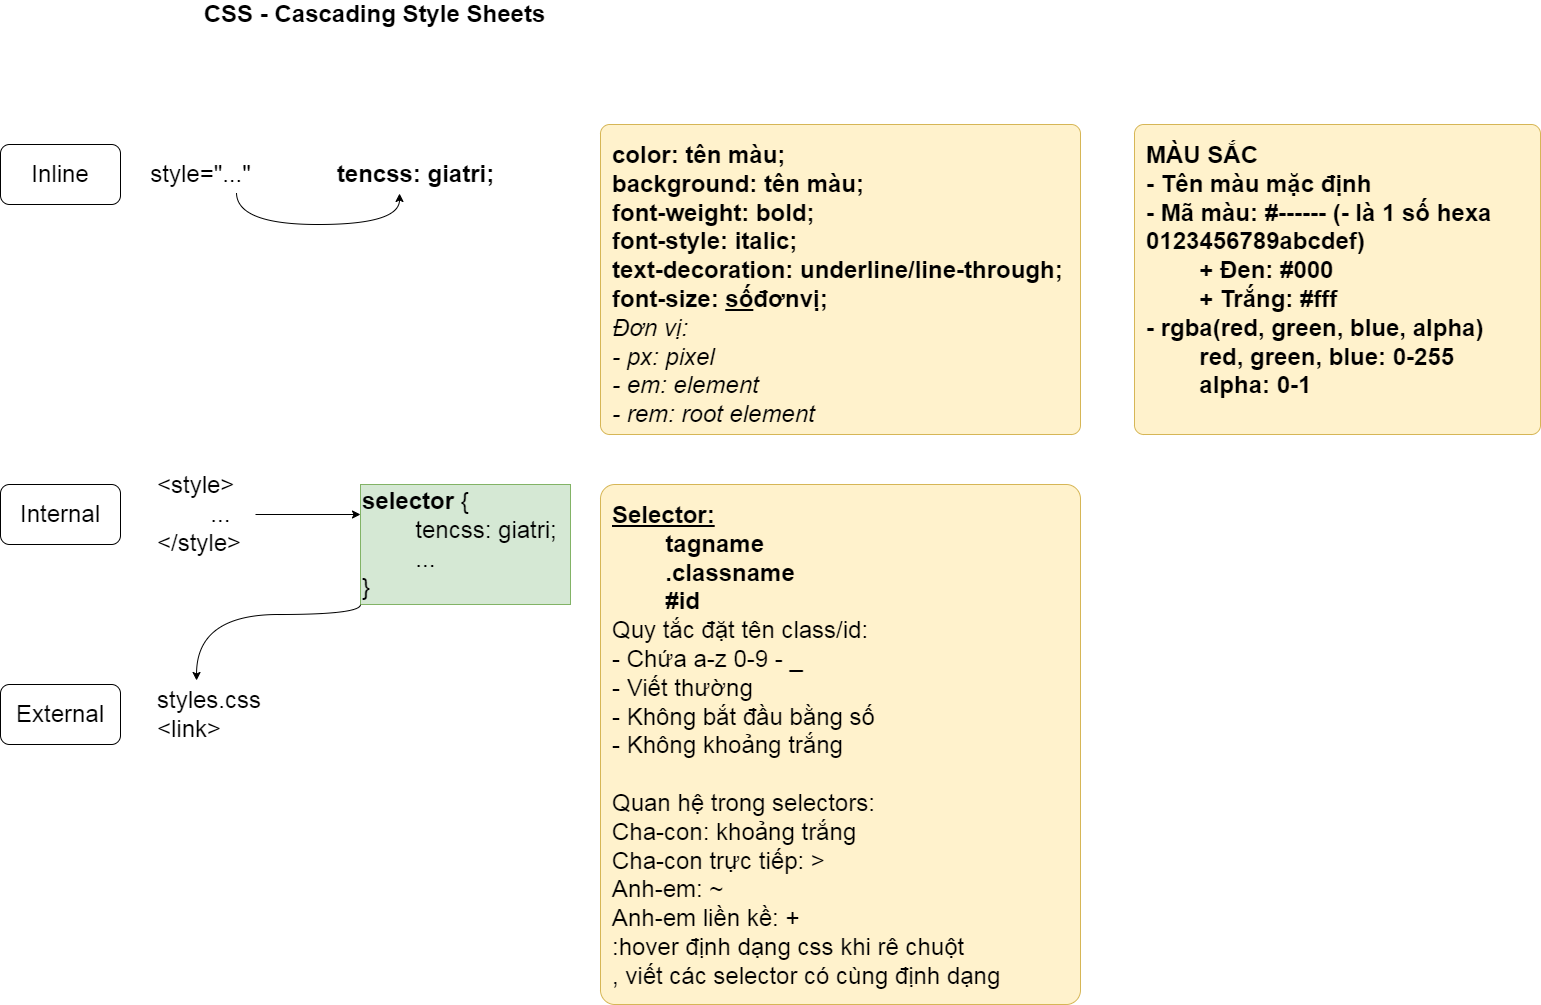 CSS - Cascading Style Sheets
Inline
style="..."
tencss: giatri;
color: tên màu;
background: tên màu;
font-weight: bold;
font-style: italic;
text-decoration: underline/line-through;
font-size: sốđơnvị;
Đơn vị:
- px: pixel
- em: element
- rem: root element
MÀU SẮC
- Tên màu mặc định
- Mã màu: #------ (- là 1 số hexa
0123456789abcdef)
+ Đen: #000
+ Trắng: #fff
- rgba(red, green, blue, alpha)
red, green, blue: 0-255
alpha: 0-1
Internal
<style>
...
</style>
selector {
tencss: giatri;
...
}
External
styles.css
<link>
Selector:
tagname
.classname
#id
Quy tắc đặt tên class/id:
- Chứa a-z 0-9 - _
- Viết thường
- Không bắt đầu bằng số
- Không khoảng trắng
Quan hệ trong selectors:
Cha-con: khoảng trắng
Cha-con trực tiếp: >
Anh-em: ~
Anh-em liền kề: +
:hover định dạng css khi rê chuột
, viết các selector có cùng định dạng